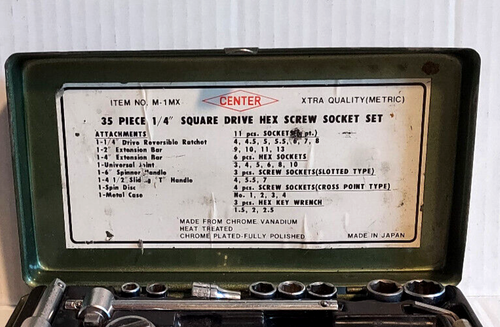 ITEM NO. M-1MX
CENTER
XTRA QUALITY(METRIC)
35 PIECE 1/4" SQUARE DRIVE HEX SCREW SOCKET SET
ATTACHMENTS
1-1/4" Drive Reversible Ratchet
1-2" Extension Bar
1-4" Extension Bar
1-Universal Joint
1-6" Spinner Handle
1-4 1/2" Sliding "T" Handle
1-Spin Disc
1-Metal Case
11 pcs. SOCKETS( pt.)
4, 4.5, 5, 5.5, 6, 7, 8
9, 10, 11, 13
6 pcs. HEX SOCKETS
3, 4, 5, 6, 8, 10
3 pcs. SCREW SOCKETS(SLOTTED TYPE)
4, 5.5, 7
4 pcs. SCREW SOCKETS(CROSS POINT TYPE)
No. 1, 2, 3, 4
3 pcs. HEX KEY WRENCH
1.5, 2, 2.5
MADE FROM CHROME VANADIUM
HEAT TREATED
CHROME PLATED-FULLY POLISHED
MADE IN JAPAN